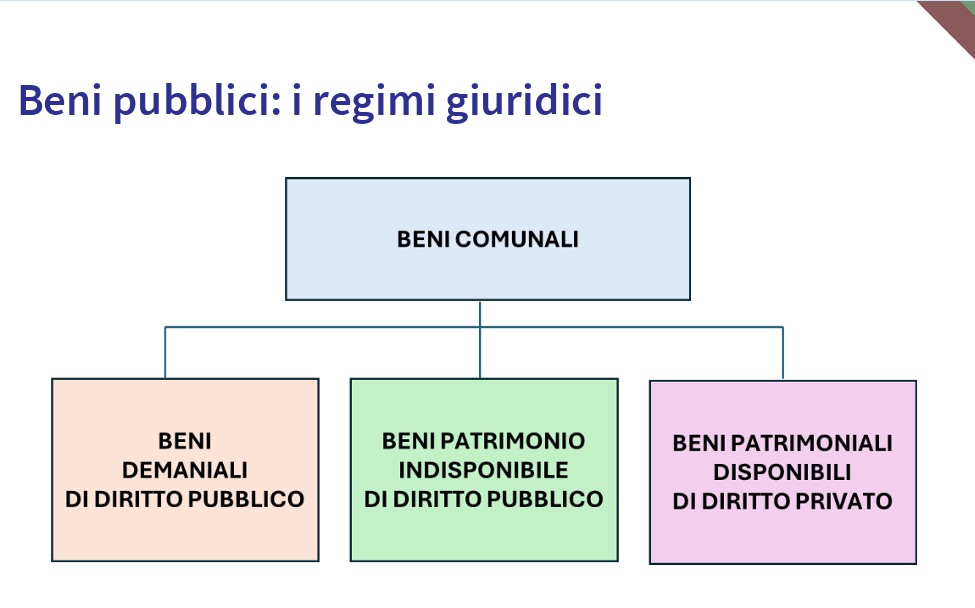 Beni pubblici: i regimi giuridici
BENI COMUNALI
BENI
DEMANIALI
DI DIRITTO PUBBLICO
BENI PATRIMONIO
INDISPONIBILE
DI DIRITTO PUBBLICO
BENI PATRIMONIALI
DISPONIBILI
DI DIRITTO PRIVATO